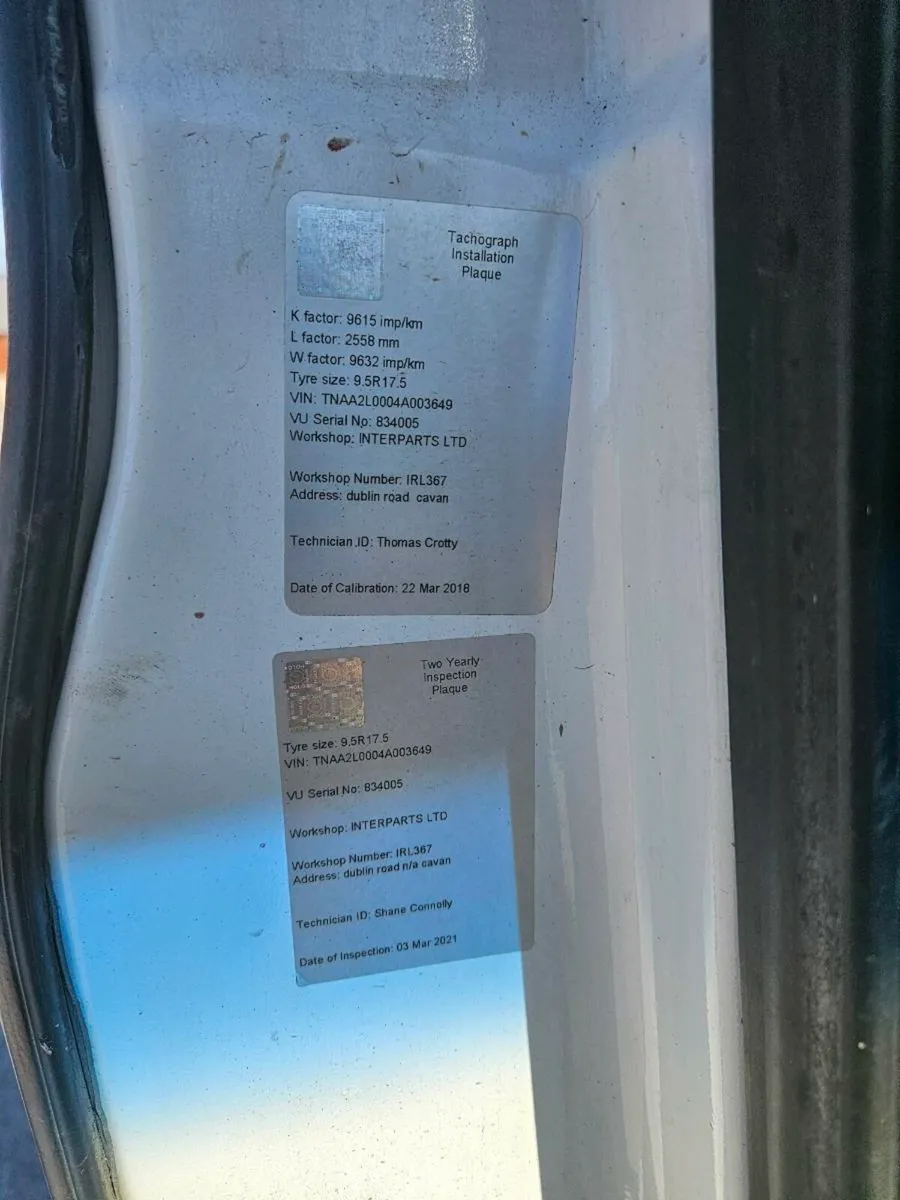 Tachograph
Installation
Plaque
K factor: 9615 imp/km
L factor: 2558 mm
W factor: 9632 imp/km
Tyre size: 9.5R17.5
VIN: TNAA2L0004A003649
VU Serial No: 834005
Workshop: INTERPARTS LTD
Workshop Number: IRL367
Address: dublin road cavan
Technician ID: Thomas Crotty
Date of Calibration: 22 Mar 2018
Two Yearly
Inspection
Plaque
Tyre size: 9.5R17.5
VIN: TNAA2L0004A003649
VU Serial No: 834005
Workshop: INTERPARTS LTD
Workshop Number: IRL367
Address: dublin road n/a cavan
Technician ID: Shane Connolly
Date of Inspection: 03 Mar 2021